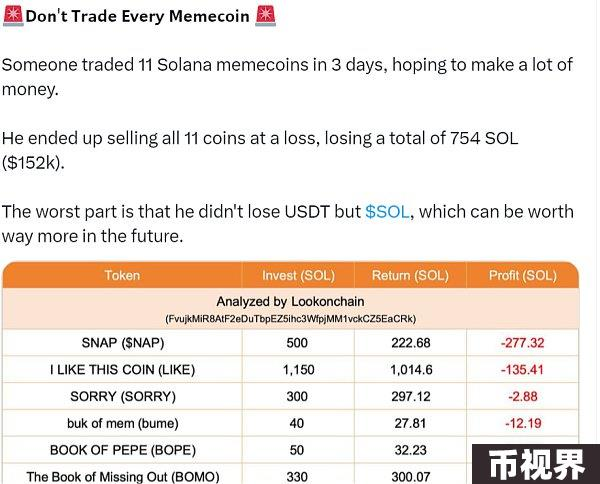 🚨Don't Trade Every Memecoin 🚨
Someone traded 11 Solana memecoins in 3 days, hoping to make a lot of
money.
He ended up selling all 11 coins at a loss, losing a total of 754 SOL
($152k).
The worst part is that he didn't lose USDT but $SOL, which can be worth
way more in the future.
Token Invest (SOL) Return (SOL) Profit (SOL)
Analyzed by Lookonchain
(FvujkMiR8AtF2eDuTbpEZ5ihc3WfpjMM1vckCZ5EaCRk)
SNAP ($NAP) 500 222.68 -277.32
I LIKE THIS COIN (LIKE) 1,150 1,014.6 -135.41
SORRY (SORRY) 300 297.12 -2.88
buk of mem (bume) 40 27.81 -12.19
BOOK OF PEPE (BOPE) 50 32.23
The Book of Missing Out (BOMO) 330 300.07
币视界